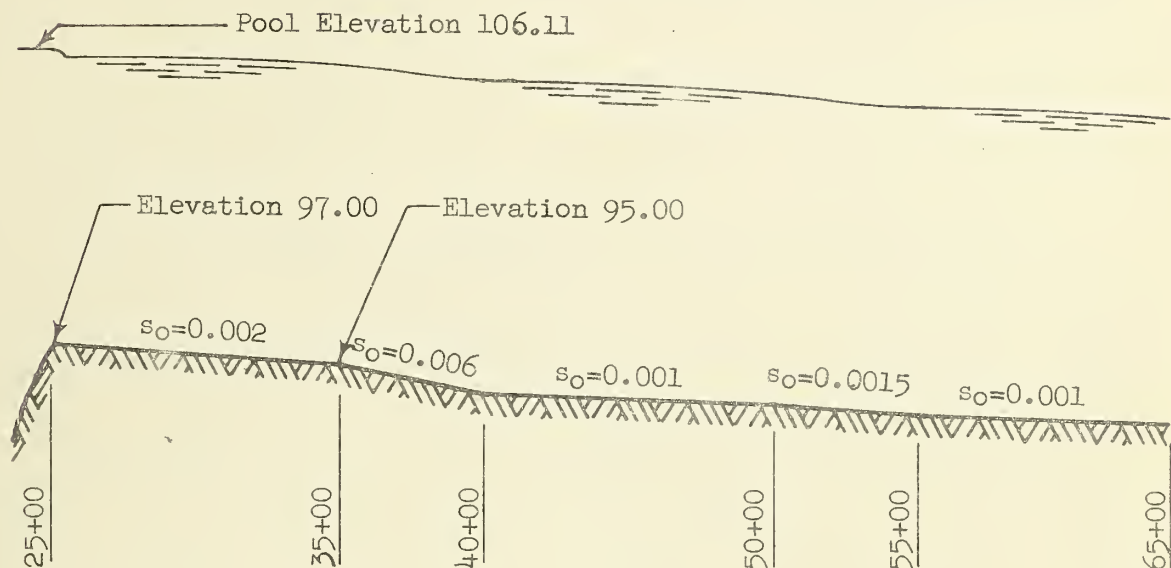 Pool Elevation 106.11
Elevation 97.00
Elevation 95.00
so=0.002
so=0.006
so=0.001
so=0.0015
so=0.001
25+00
35+00
40+00
50+00
55+00
65+00